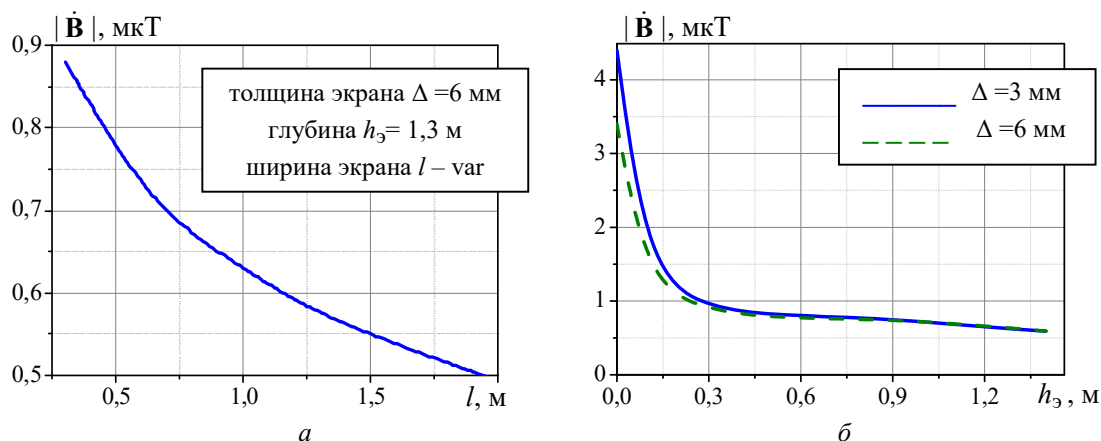 |Ḃ|, мкТ
0,9
0,8
0,7
0,6
0,5
0,5
1,0
1,5
l, м
толщина экрана Δ =6 мм
глубина hэ= 1,3 м
ширина экрана l – var
а
|Ḃ|, мкТ
4
3
2
1
0
0,0
0,3
0,6
0,9
1,2
hэ, м
Δ =3 мм
Δ =6 мм
б